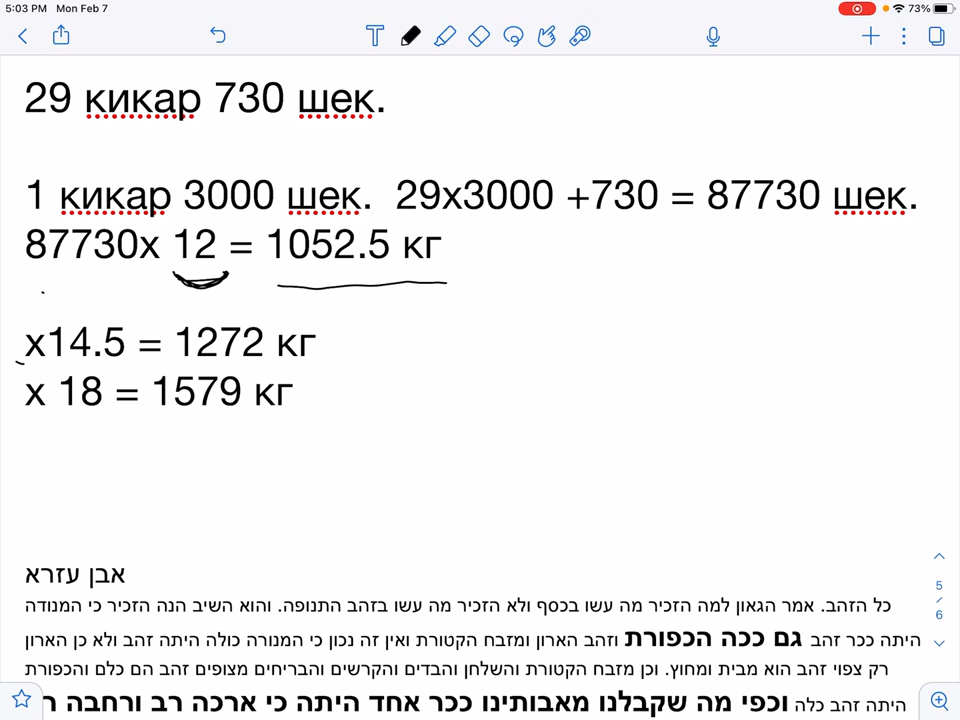 5:03 PM Mon Feb 7 73%
29 кикар 730 шек.
1 кикар 3000 шек. 29x3000 +730 = 87730 шек.
87730x 12 = 1052.5 кг
x14.5 = 1272 кг
x 18 = 1579 кг
אבן עזרא
כל הזהב. אמר הגאון למה הזכיר מה עשו בכסף ולא הזכיר מה עשו בזהב התנופה. והוא השיב הנה הזכיר כי המנודה
היתה ככר זהב גם ככה הכפורת וזהב הארון ומזבח הקטורת ואין זה נכון כי המנורה כולה היתה זהב ולא כן הארון
רק צפוי זהב הוא מבית ומחוץ. וכן מזבח הקטורת והשלחן והבדים והקרשים והבריחים מצופים זהב הם כלם והכפורת
היתה זהב כלה וכפי מה שקבלנו מאבותינו ככר אחד היתה כי ארכה רב ורחבה
5
/
6